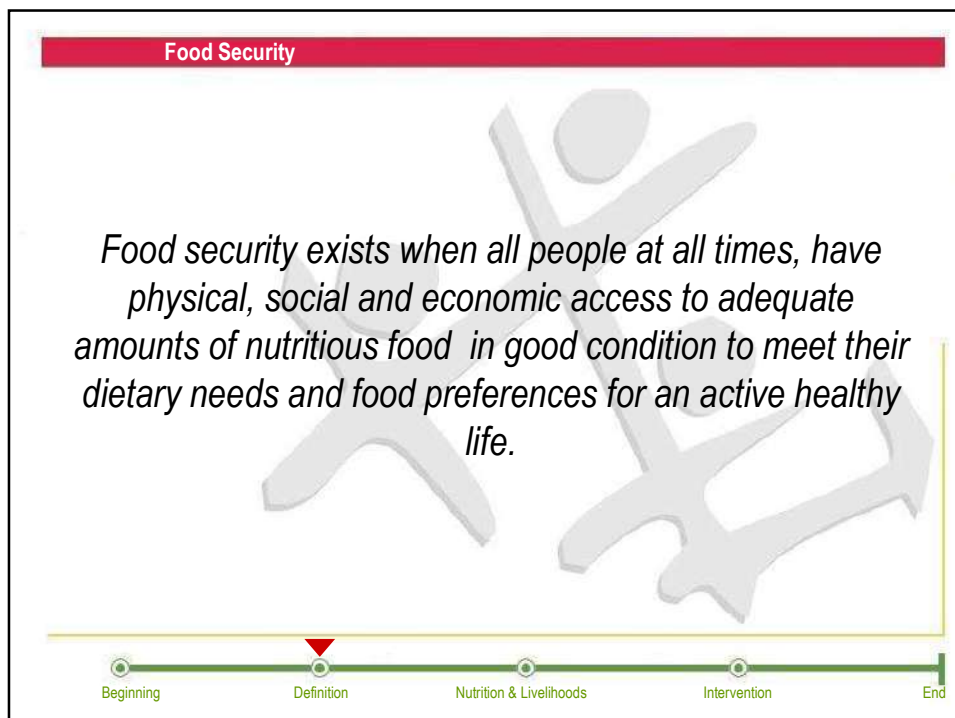 Food Security
Food security exists when all people at all times, have
physical, social and economic access to adequate
amounts of nutritious food  in good condition to meet their
dietary needs and food preferences for an active healthy
life.
Beginning
Definition
Nutrition & Livelihoods
Intervention
End